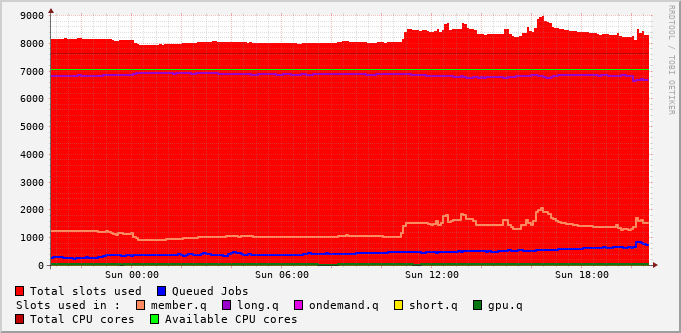 9000
8000
7000
6000
5000
4000
3000
2000
1000
0
Sun 00:00 Sun 06:00 Sun 12:00 Sun 18:00
RRDTOOL / TOBI OETIKER
Total slots used Queued Jobs
Slots used in : member.q long.q ondemand.q short.q gpu.q
Total CPU cores Available CPU cores